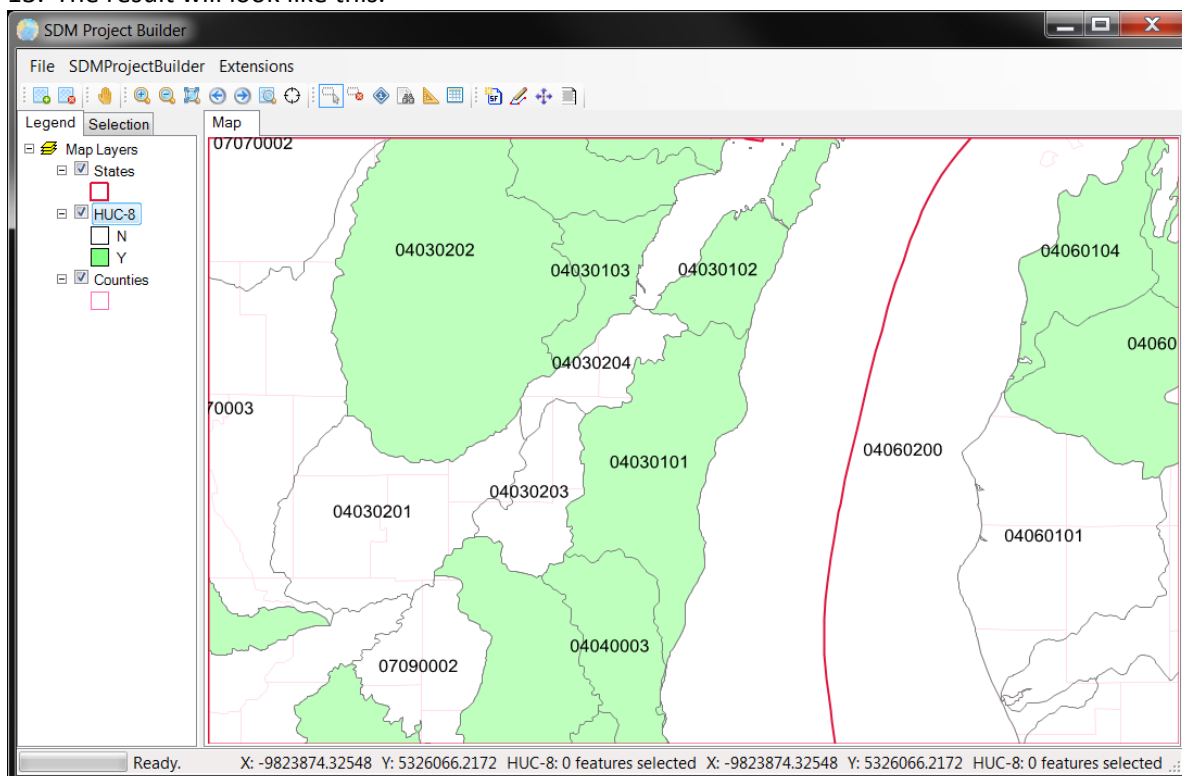 SDM Project Builder
File SDMProjectBuilder Extensions
Legend Selection
Map
Map Layers
States
HUC-8
N
Y
Counties
07070002
04030202
04030103
04030102
04060104
04030204
04060
70003
04030101
04060200
04030203
04030201
04060101
04040003
07090002
Ready. X: -9823874.32548 Y: 5326066.2172 HUC-8: 0 features selected X: -9823874.32548 Y: 5326066.2172 HUC-8: 0 features selected